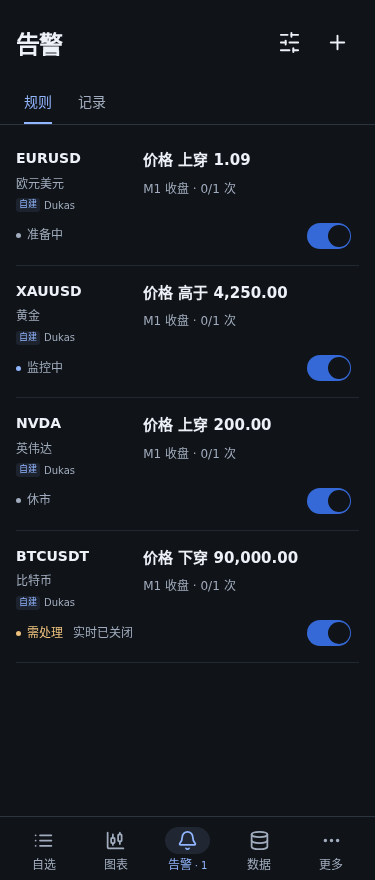 告警
规则 记录
EURUSD 价格 上穿 1.09
欧元美元 M1 收盘 · 0/1 次
自建 Dukas
准备中
XAUUSD 价格 高于 4,250.00
黄金 M1 收盘 · 0/1 次
自建 Dukas
监控中
NVDA 价格 上穿 200.00
英伟达 M1 收盘 · 0/1 次
自建 Dukas
休市
BTCUSDT 价格 下穿 90,000.00
比特币 M1 收盘 · 0/1 次
自建 Dukas
需处理 实时已关闭
自选 图表 告警 · 1 数据 更多